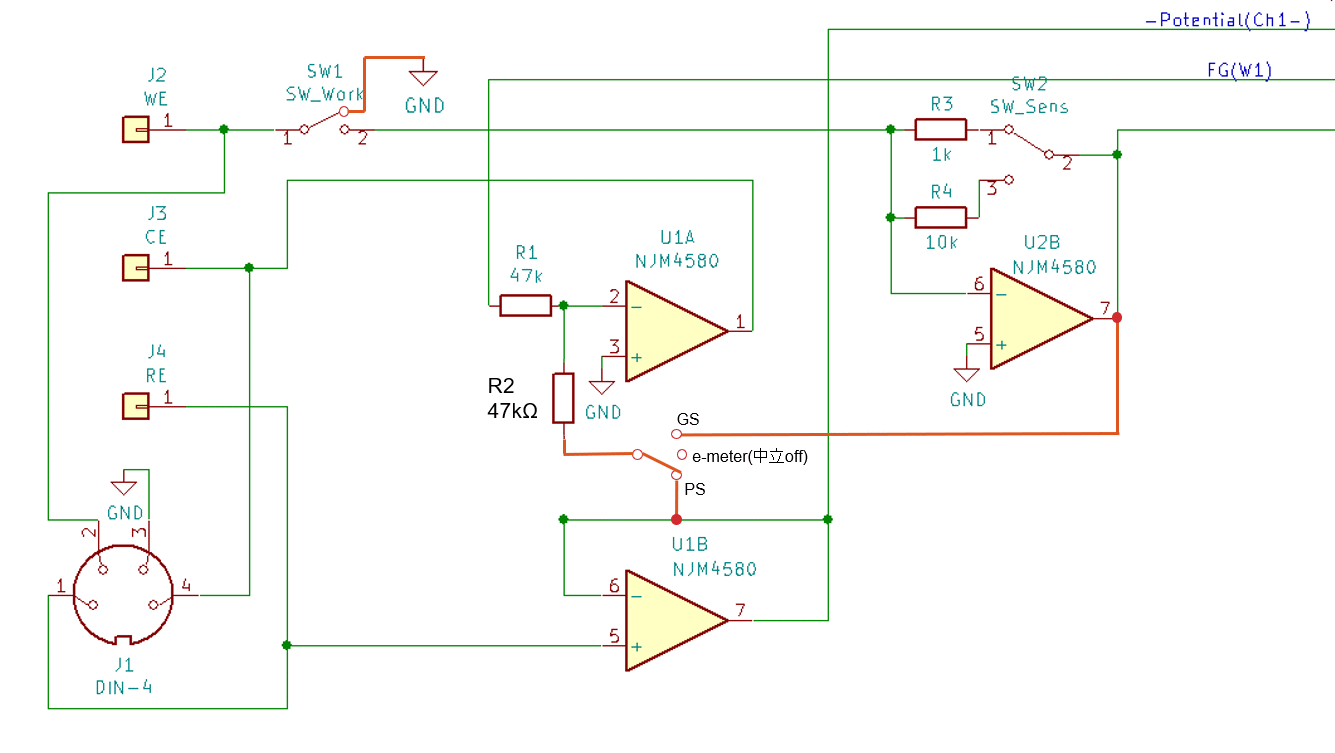 –Potential(Ch1–)
FG(W1)
J2
WE
1
SW1
SW_Work
1
2
GND
SW2
SW_Sens
R3
1k
1
2
3
R4
10k
J3
CE
1
U1A
NJM4580
R1
47k
2
3
1
GND
U2B
NJM4580
6
5
7
GND
J4
RE
1
R2
47kΩ
GS
e-meter(中立off)
PS
GND
2
3
1
4
J1
DIN–4
U1B
NJM4580
6
5
7